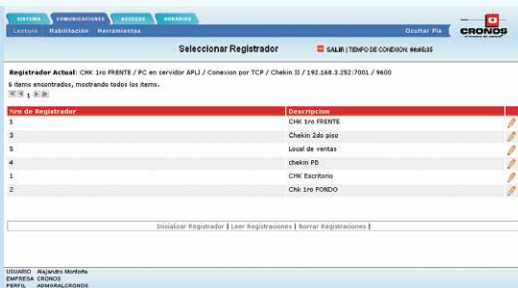 SISTEMA COMUNICACIONES ACCESOS HORARIOS
Lectura Habilitación Herramientas Ocultar Pie
CRONOS
Seleccionar Registrador SALIR | TIEMPO DE CONEXION
Registrador Actual: CHK 1ro FRENTE / PC en servidor APLI / Conexion por TCP / Chekin II / 192.168.3.252:7001 / 9600
6 items encontrados, mostrando todos los items.
1
Nro de Registrador Descripcion
CHK 1ro FRENTE
3 Chekin 2do piso
5 Local de ventas
4 chekin PB
1 CHK Escritorio
2 Chk 1ro FONDO
Inicializar Registrador | Leer Registraciones | Borrar Registraciones |
USUARIO Alejandro Monforte
EMPRESA CRONOS
PERFIL ADMGRALCRONOS